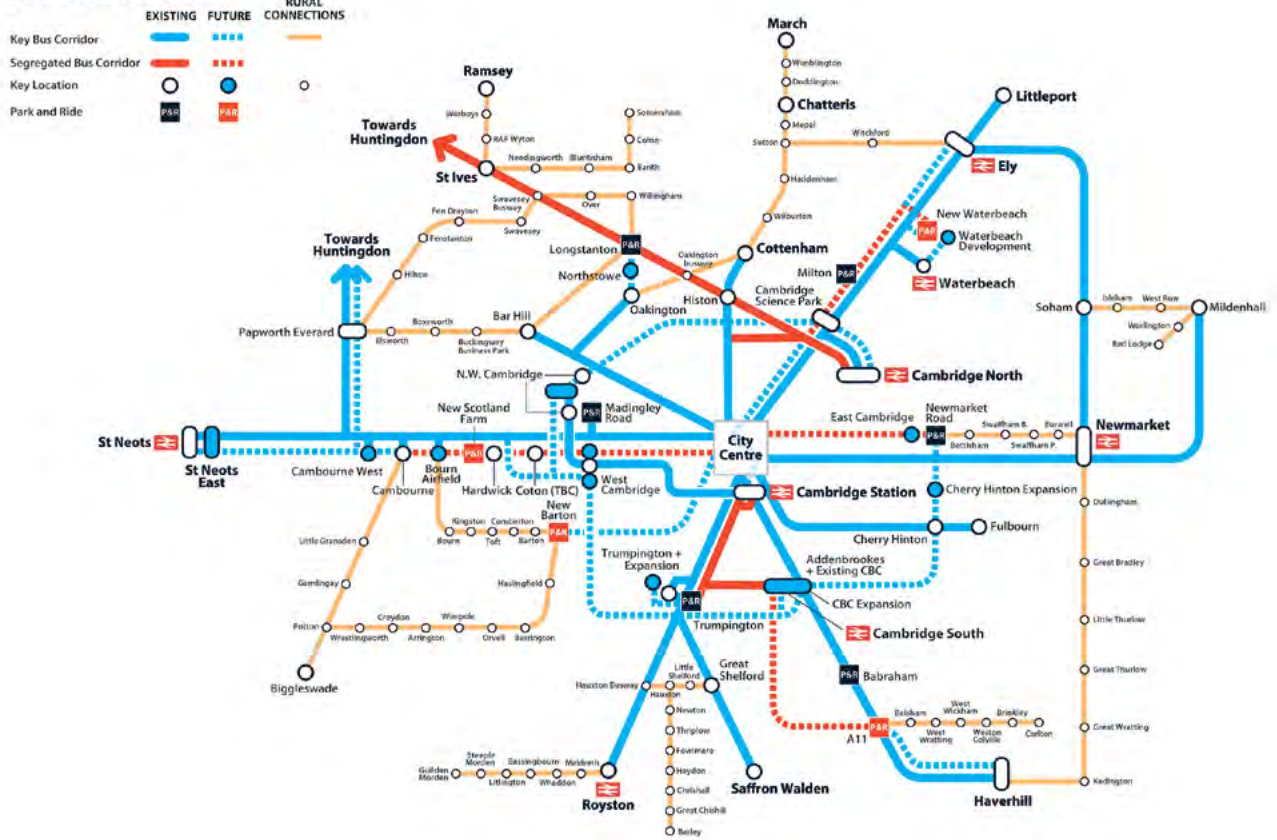 RURAL
EXISTING FUTURE CONNECTIONS
Key Bus Corridor
Segregated Bus Corridor
Key Location
Park and Ride P&R P&R
March
Wimblington
Doddington
Chatteris
Mepal
Sutton
Witchford
Haddenham
Wilburton
Cottenham
Littleport
Ely
Ramsey
Warboys
RAF Wyton
Towards
Huntingdon
St Ives
Needingworth
Bluntisham
Somersham
Colne
Earith
Swavesey
Busway
Over
Willingham
Fen Drayton
Swavesey
Fenstanton
Hilton
Towards
Huntingdon
Longstanton P&R
Northstowe
Oakington
Busway
Oakington
Histon
Cambridge
Science Park
Milton P&R
New Waterbeach
P&R
Waterbeach
Development
Waterbeach
Soham
Isleham
West Row
Mildenhall
Worlington
Red Lodge
Papworth Everard
Elsworth
Boxworth
Buckingway
Business Park
Bar Hill
N.W. Cambridge
Cambridge North
P&R Madingley
Road
New Scotland
Farm
P&R
City
Centre
East Cambridge
Newmarket
Road
P&R
Bottisham
Swaffham B.
Swaffham P.
Burwell
Newmarket
St Neots
St Neots
East
Cambourne West
Cambourne
Bourn
Airfield
Hardwick
Coton (TBC)
West
Cambridge
Cambridge Station
Cherry Hinton Expansion
Cherry Hinton
Fulbourn
Dullingham
New
Barton
P&R
Bourn
Kingston
Toft
Comberton
Barton
Little Gransden
Gamlingay
Potton
Wrestlingworth
Croydon
Arrington
Wimpole
Orwell
Barrington
Haslingfield
Biggleswade
Trumpington +
Expansion
P&R
Trumpington
Addenbrookes
+ Existing CBC
CBC Expansion
Cambridge South
Great Bradley
Little Thurlow
Great Thurlow
Great Wratting
Kedington
P&R Babraham
P&R
A11
Balsham
West
Wratting
West
Wickham
Weston
Colville
Brinkley
Carlton
Haverhill
Hauxton Busway
Hauxton
Little
Shelford
Great
Shelford
Newton
Thriplow
Fowlmere
Heydon
Chrishall
Great Chishill
Barley
Saffron Walden
Guilden
Morden
Steeple
Morden
Litlington
Bassingbourn
Whaddon
Meldreth
Royston